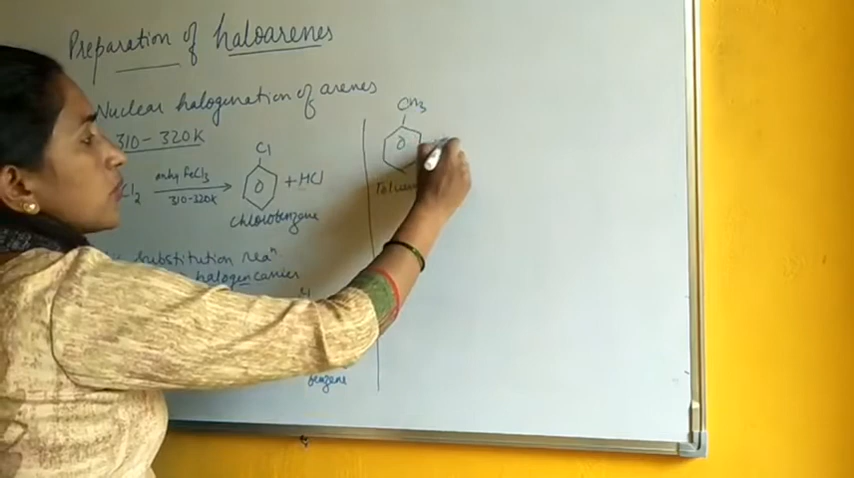 Preparation of haloarenes
Nuclear halogenation of arenes
310-320K
Cl
Cl2 anhy FeCl3 310-320K + HCl
chlorobenzene
substitution reaⁿ.
halogen carrier
benzene
CH3